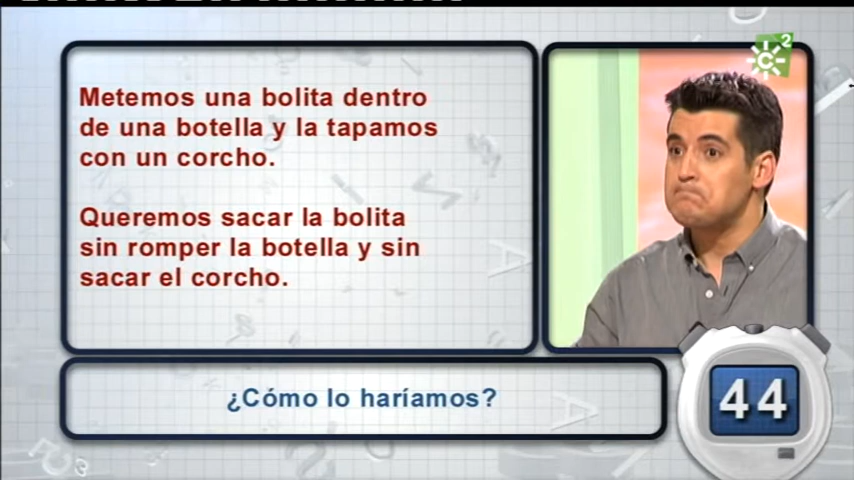 Metemos una bolita dentro
de una botella y la tapamos
con un corcho.
Queremos sacar la bolita
sin romper la botella y sin
sacar el corcho.
¿Cómo lo haríamos?
44
C2